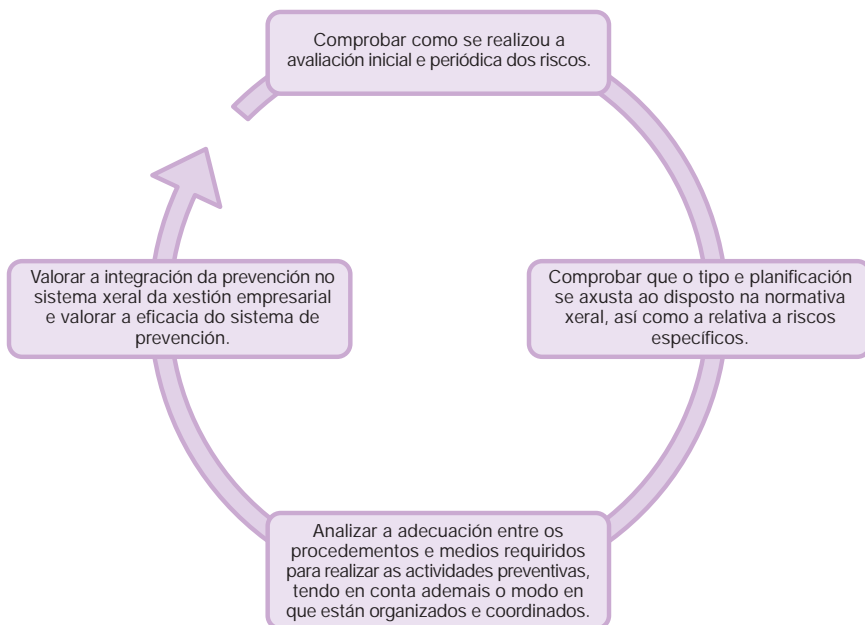 Comprobar como se realizou a
avaliación inicial e periódica dos riscos.
Comprobar que o tipo e planificación
se axusta ao disposto na normativa
xeral, así como a relativa a riscos
específicos.
Analizar a adecuación entre os
procedementos e medios requiridos
para realizar as actividades preventivas,
tendo en conta ademais o modo en
que están organizados e coordinados.
Valorar a integración da prevención no
sistema xeral da xestión empresarial
e valorar a eficacia do sistema de
prevención.